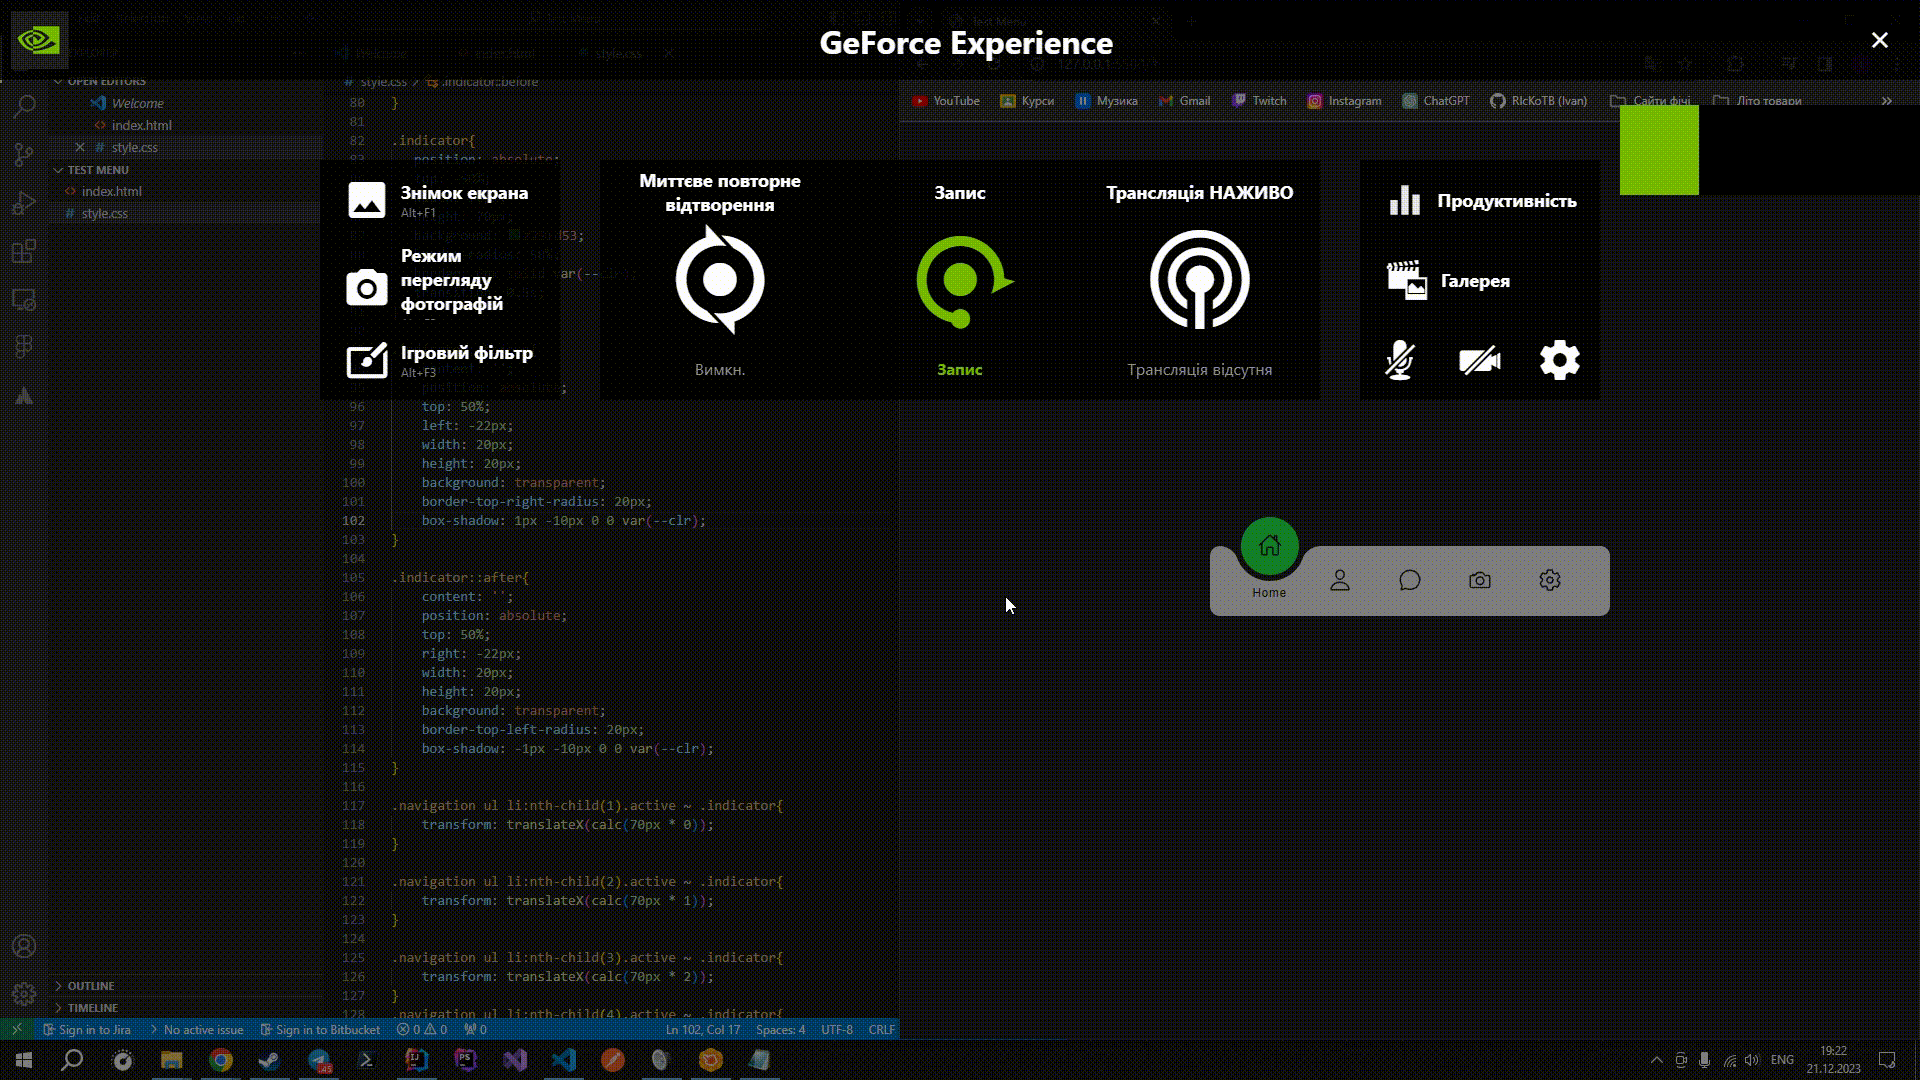 GeForce Experience
Test Menu
style.css
OPEN EDITORS
Welcome
index.html
style.css
TEST MENU
index.html
style.css
OUTLINE
TIMELINE
style.css > .indicator::before
YouTube
Курси
Музика
Gmail
Twitch
Instagram
ChatGPT
RIcKoTB (Ivan)
Сайти фічі
Літо товари
Знімок екрана
Alt+F1
Режим
перегляду
фотографій
Ігровий фільтр
Alt+F3
Миттєве повторне
відтворення
Вимкн.
Запис
Запис
Трансляція НАЖИВО
Трансляція відсутня
Продуктивність
Галерея
80 }
81
82 .indicator{
position: absolute;
53;
var(--
96 top: 50%;
97 left: -22px;
98 width: 20px;
99 height: 20px;
100 background: transparent;
101 border-top-right-radius: 20px;
102 box-shadow: 1px -10px 0 0 var(--clr);
103 }
104
105 .indicator::after{
106 content: '';
107 position: absolute;
108 top: 50%;
109 right: -22px;
110 width: 20px;
111 height: 20px;
112 background: transparent;
113 border-top-left-radius: 20px;
114 box-shadow: -1px -10px 0 0 var(--clr);
115 }
116
117 .navigation ul li:nth-child(1).active ~ .indicator{
118 transform: translateX(calc(70px * 0));
119 }
120
121 .navigation ul li:nth-child(2).active ~ .indicator{
122 transform: translateX(calc(70px * 1));
123 }
124
125 .navigation ul li:nth-child(3).active ~ .indicator{
126 transform: translateX(calc(70px * 2));
127 }
128 .navigation ul li:nth-child(4).active ~ .indicator{
Home
Sign in to Jira
No active issue
Sign in to Bitbucket
0 0
0
Ln 102, Col 17
Spaces: 4
UTF-8
CRLF
ENG
19:22
21.12.2023